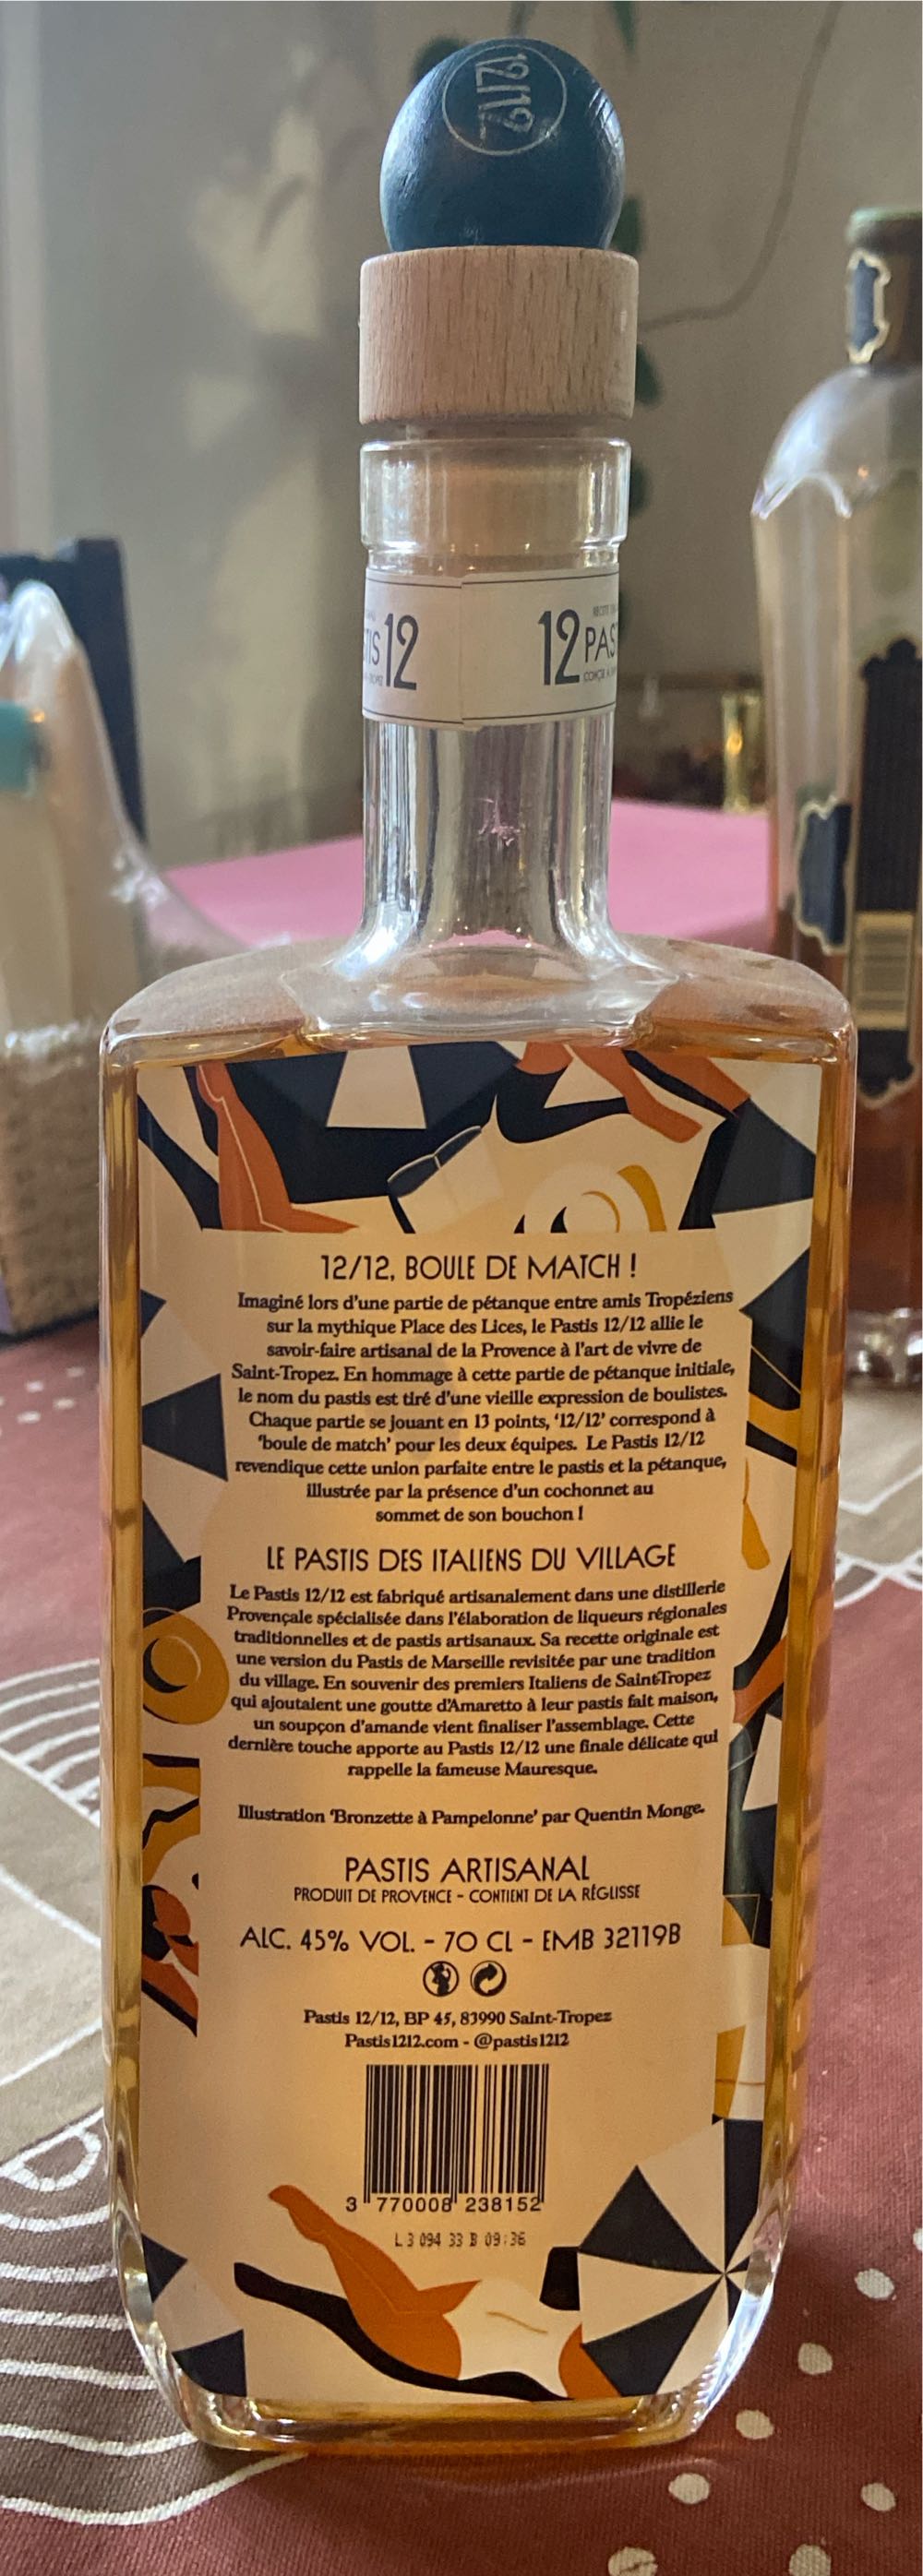 12/12
TIS 12
12 PAS
12/12, BOULE DE MATCH !
Imaginé lors d'une partie de pétanque entre amis Tropéziens
sur la mythique Place des Lices, le Pastis 12/12 allie le
savoir-faire artisanal de la Provence à l'art de vivre de
Saint-Tropez. En hommage à cette partie de pétanque initiale,
le nom du pastis est tiré d'une vieille expression de boulistes.
Chaque partie se jouant en 13 points, '12/12' correspond à
'boule de match' pour les deux équipes. Le Pastis 12/12
revendique cette union parfaite entre le pastis et la pétanque,
illustrée par la présence d'un cochonnet au
sommet de son bouchon !
LE PASTIS DES ITALIENS DU VILLAGE
Le Pastis 12/12 est fabriqué artisanalement dans une distillerie
Provençale spécialisée dans l'élaboration de liqueurs régionales
traditionnelles et de pastis artisanaux. Sa recette originale est
une version du Pastis de Marseille revisitée par une tradition
du village. En souvenir des premiers Italiens de Saint-Tropez
qui ajoutaient une goutte d'Amaretto à leur pastis fait maison,
un soupçon d'amande vient finaliser l'assemblage. Cette
dernière touche apporte au Pastis 12/12 une finale délicate qui
rappelle la fameuse Mauresque.
Illustration 'Bronzette à Pampelonne' par Quentin Monge.
PASTIS ARTISANAL
PRODUIT DE PROVENCE - CONTIENT DE LA RÉGLISSE
ALC. 45% VOL. - 70 CL - EMB 32119B
Pastis 12/12, BP 45, 83990 Saint-Tropez
Pastis1212.com - @pastis1212
3 770008 238152
L 3 094 33 B 09:36